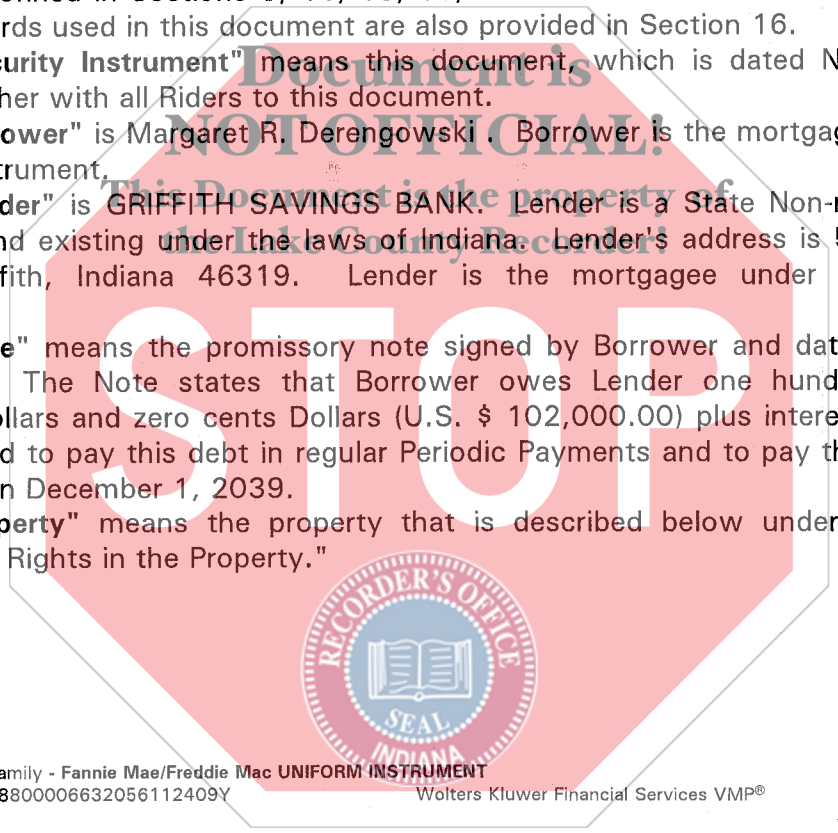 rds used in this document are also provided in Section 16.
curity Instrument" means this document, which is dated N
Document is
her with all Riders to this document.
NOT OFFICIAL!
ower" is Margaret R. Derengowski . Borrower is the mortgag
trument.
This Document is the property of
der" is GRIFFITH SAVINGS BANK. Lender is a State Non-
the Lake County Recorder!
nd existing under the laws of Indiana. Lender's address is
fith, Indiana 46319. Lender is the mortgagee under
STOP
e" means the promissory note signed by Borrower and dat
The Note states that Borrower owes Lender one hund
llars and zero cents Dollars (U.S. $ 102,000.00) plus intere
d to pay this debt in regular Periodic Payments and to pay th
n December 1, 2039.
perty" means the property that is described below under
Rights in the Property."
RECORDER'S OFFICE
SEAL
INDIANA
amily - Fannie Mae/Freddie Mac UNIFORM INSTRUMENT
8800006632056112409Y Wolters Kluwer Financial Services VMP®